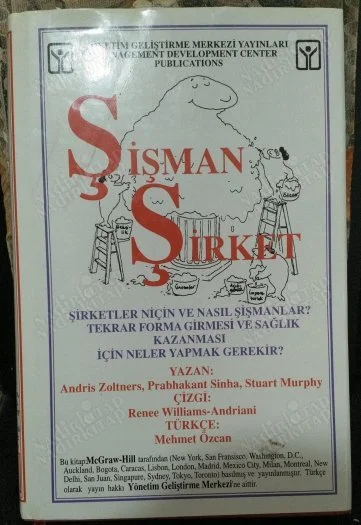 YÖNETİM GELİŞTİRME MERKEZİ YAYINLARI
MANAGEMENT DEVELOPMENT CENTER
PUBLICATIONS
ŞİŞMAN
ŞİRKET
ŞİRKETLER NİÇİN VE NASIL ŞİŞMANLAR?
TEKRAR FORMA GİRMESİ VE SAĞLIK
KAZANMASI
İÇİN NELER YAPMAK GEREKİR?
YAZAN:
Andris Zoltners, Prabhakant Sinha, Stuart Murphy
ÇİZGİ:
Renee Williams-Andriani
TÜRKÇE:
Mehmet Özcan
Bu kitap McGraw-Hill tarafından (New York, San Fransisco, Washington, D.C.,
Auckland, Bogota, Caracas, Lisbon, London, Madrid, Mexico City, Milan, Montreal, New
Delhi, San Juan, Singapure, Sydney, Tokyo, Toronto) basılmış ve yayınlanmıştır. Türkçe
olarak yayın hakkı Yönetim Geliştirme Merkezi'ne aittir.